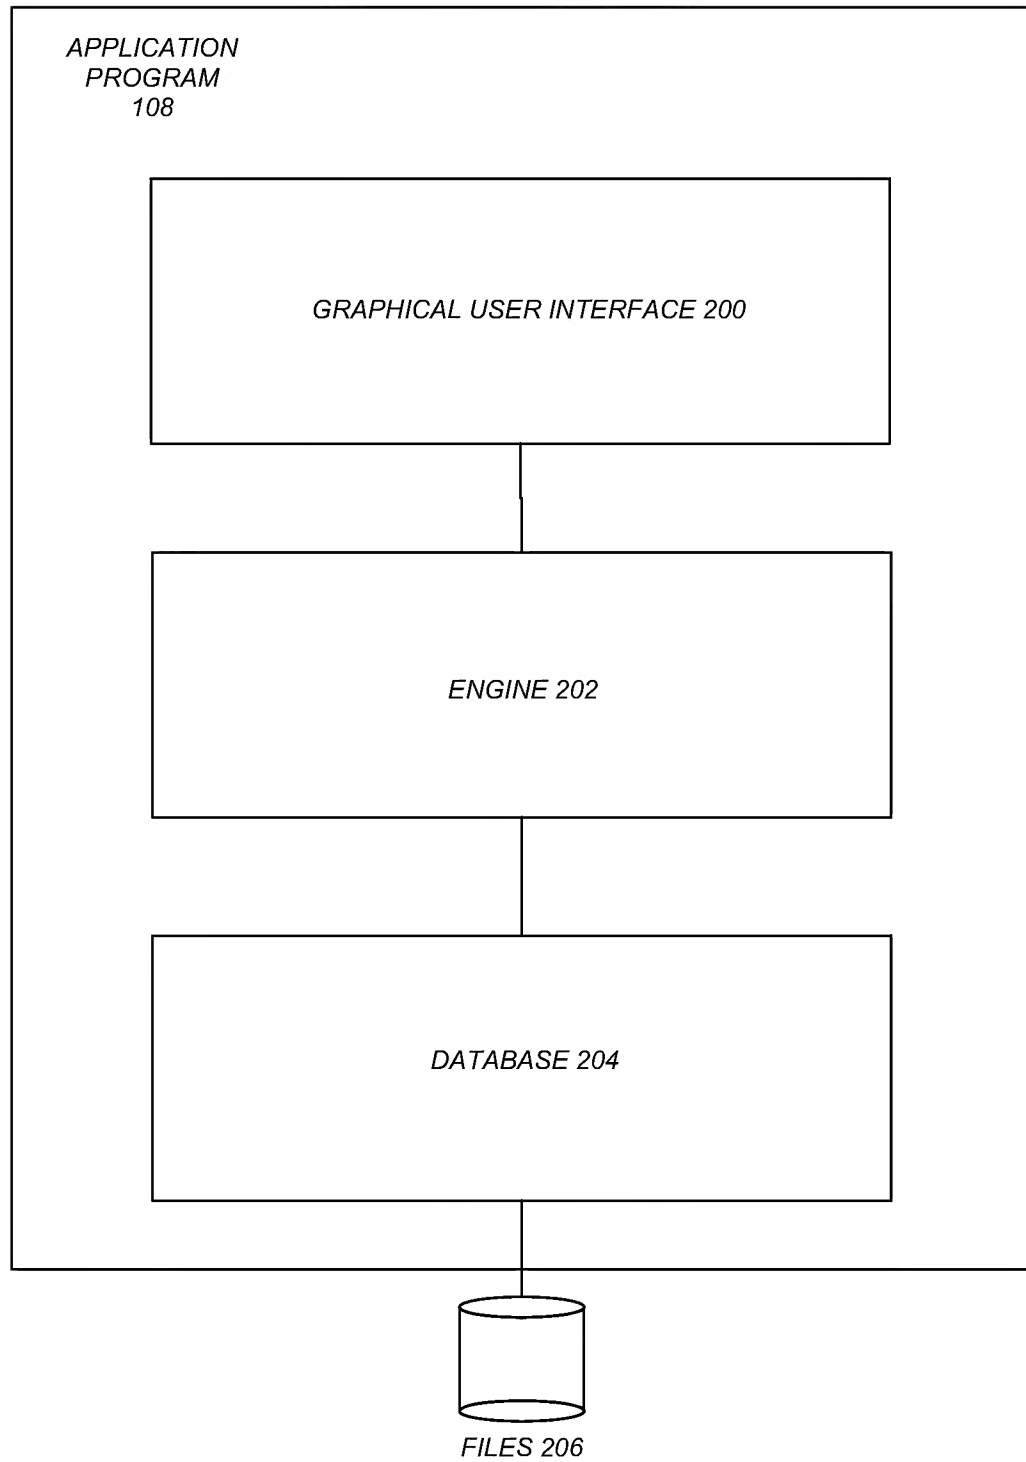 APPLICATION
PROGRAM
108
GRAPHICAL USER INTERFACE 200
ENGINE 202
DATABASE 204
FILES 206